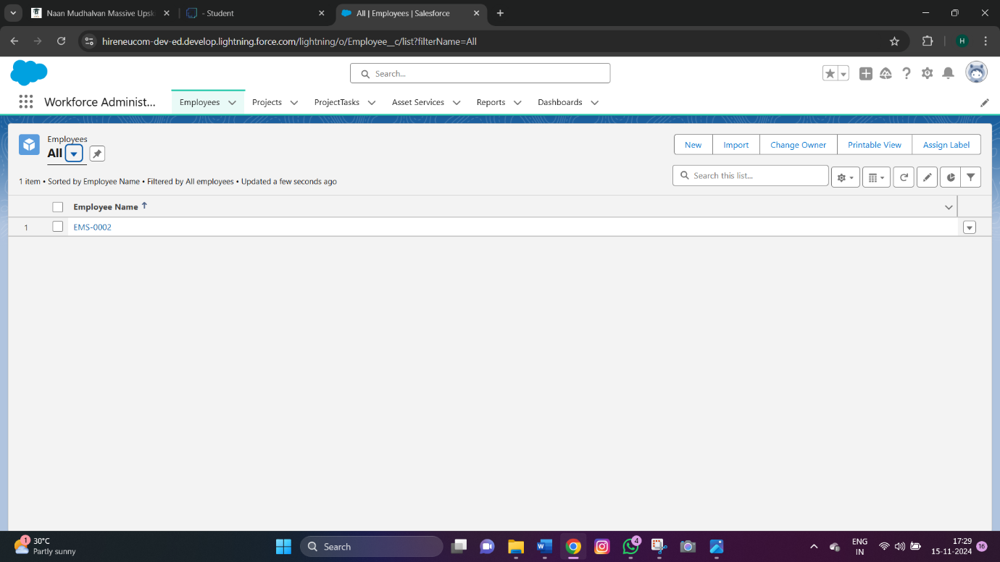 Naan Mudhalvan Massive Upsk
- Student
All | Employees | Salesforce
hireneucom-dev-ed.develop.lightning.force.com/lightning/o/Employee__c/list?filterName=All
H
Search...
Workforce Administ...
Employees
Projects
ProjectTasks
Asset Services
Reports
Dashboards
Employees
All
New
Import
Change Owner
Printable View
Assign Label
1 item • Sorted by Employee Name • Filtered by All employees • Updated a few seconds ago
Search this list...
Employee Name
1
EMS-0002
1
30°C
Partly sunny
Search
4
ENG
IN
17:29
15-11-2024
16